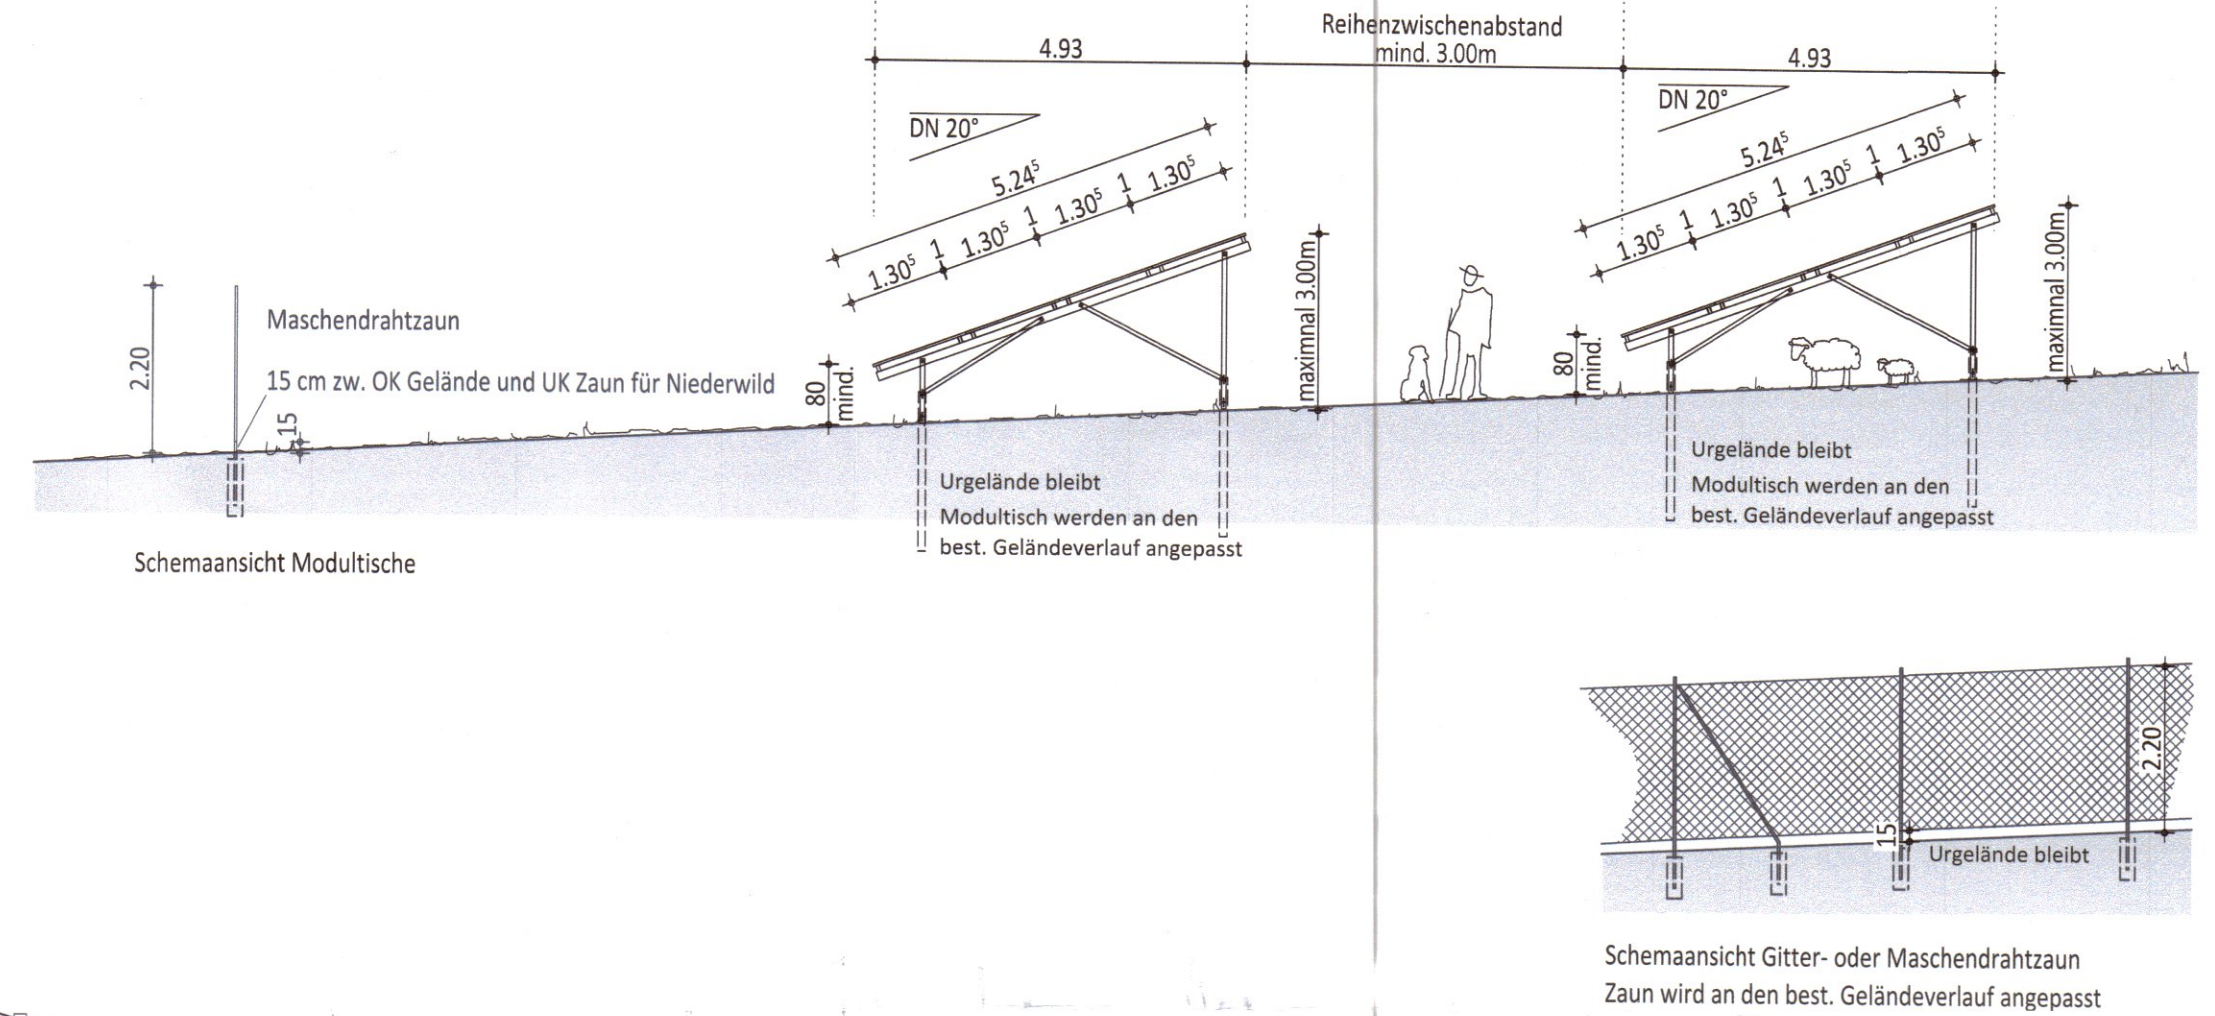 Reihenzwischenabstand
4.93
mind. 3.00m
4.93
DN 20°
DN 20°
5.24⁵
1.30⁵ 1 1.30⁵ 1 1.30⁵ 1 1.30⁵
5.24⁵
1.30⁵ 1 1.30⁵ 1 1.30⁵ 1 1.30⁵
2.20
Maschendrahtzaun
15 cm zw. OK Gelände und UK Zaun für Niederwild
15
80
mind.
maximnal 3.00m
80
mind.
maximnal 3.00m
Urgelände bleibt
Modultisch werden an den
best. Geländeverlauf angepasst
Urgelände bleibt
Modultisch werden an den
best. Geländeverlauf angepasst
Schemaansicht Modultische
2.20
15
Urgelände bleibt
Schemaansicht Gitter- oder Maschendrahtzaun
Zaun wird an den best. Geländeverlauf angepasst